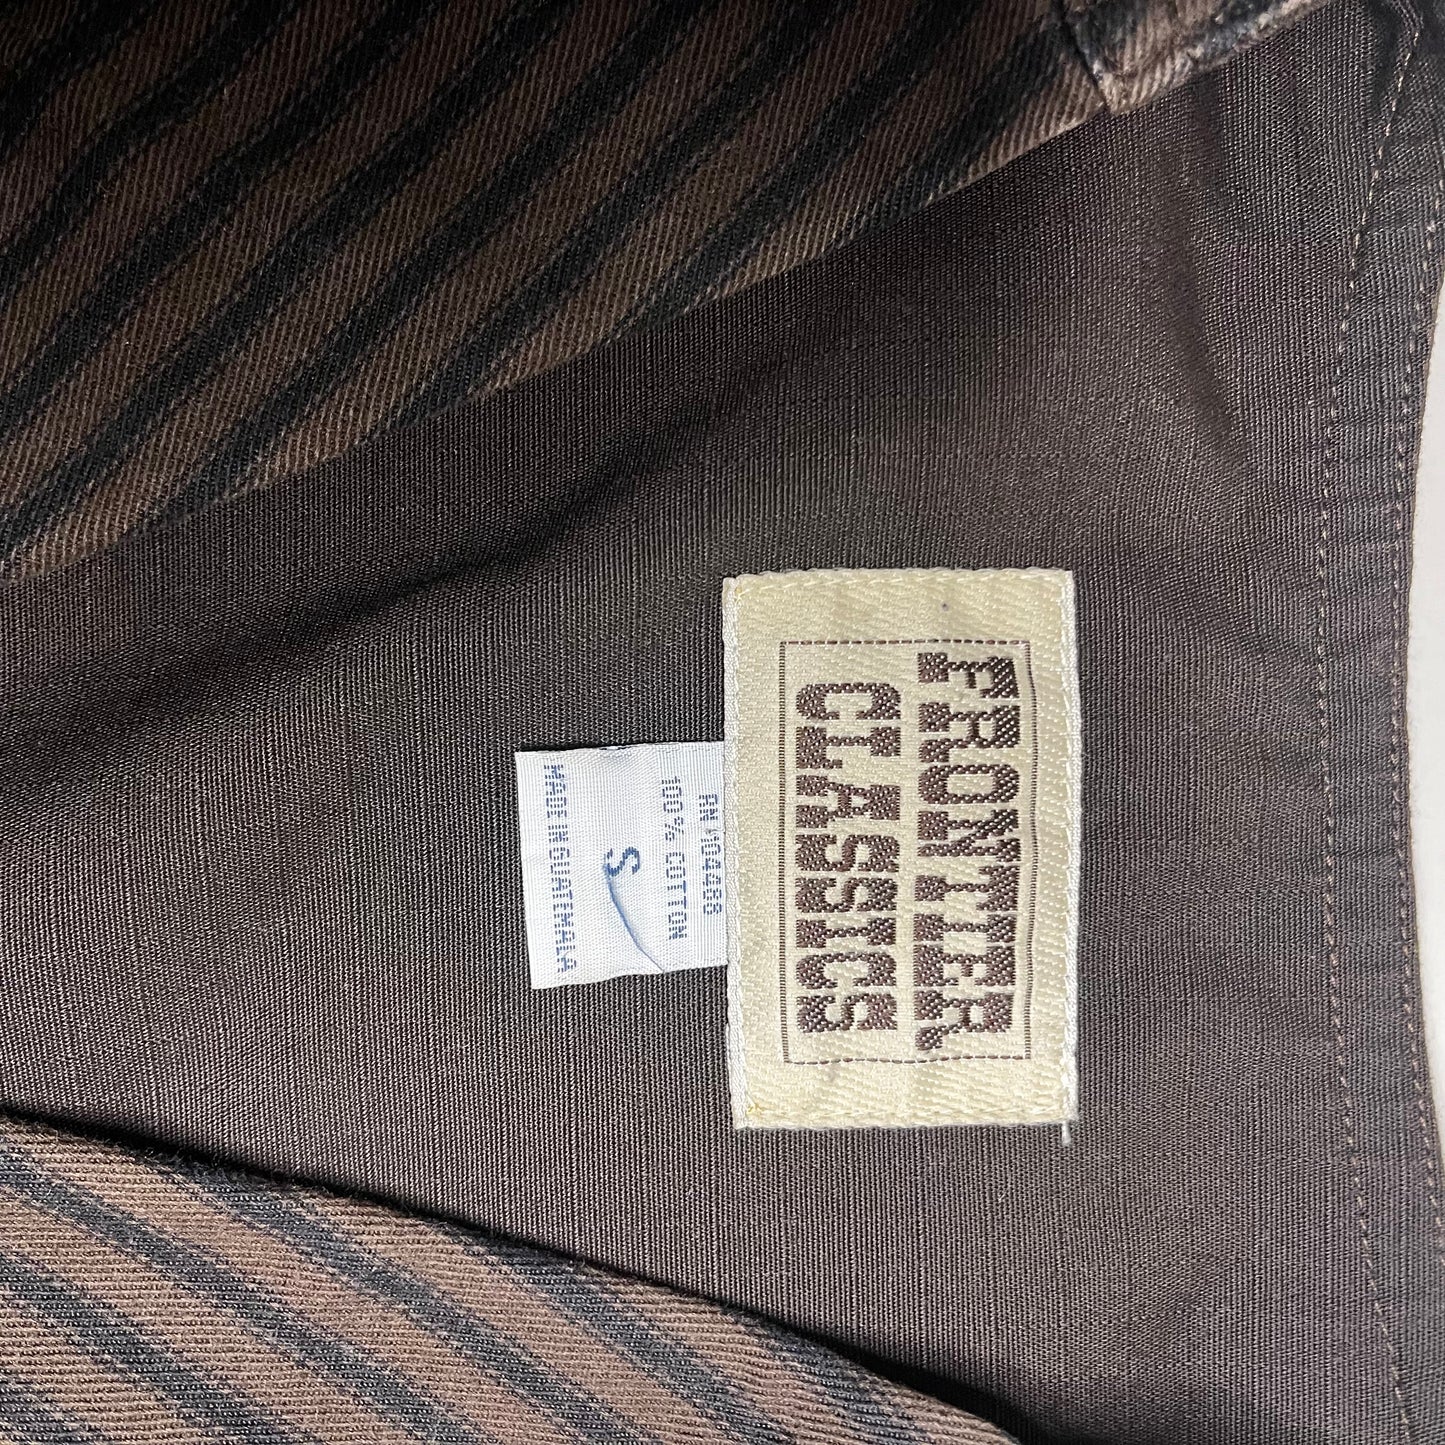 FRONTIER
CLASSICS
RN 104488
100% COTTON
S
MADE IN GUATEMALA